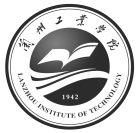 兰州工业学院
LANZHOU INSTITUTE OF TECHNOLOGY
1942